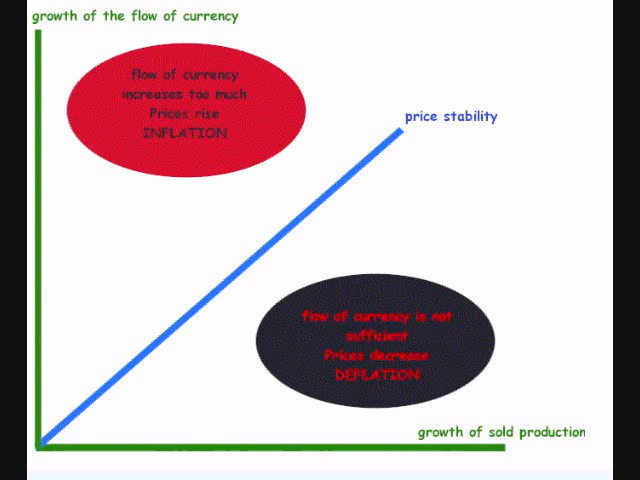 growth of the flow of currency
flow of currency
increases too much
Prices rise
INFLATION
price stability
flow of currency is not
sufficient
Prices decrease
DEFLATION
growth of sold production